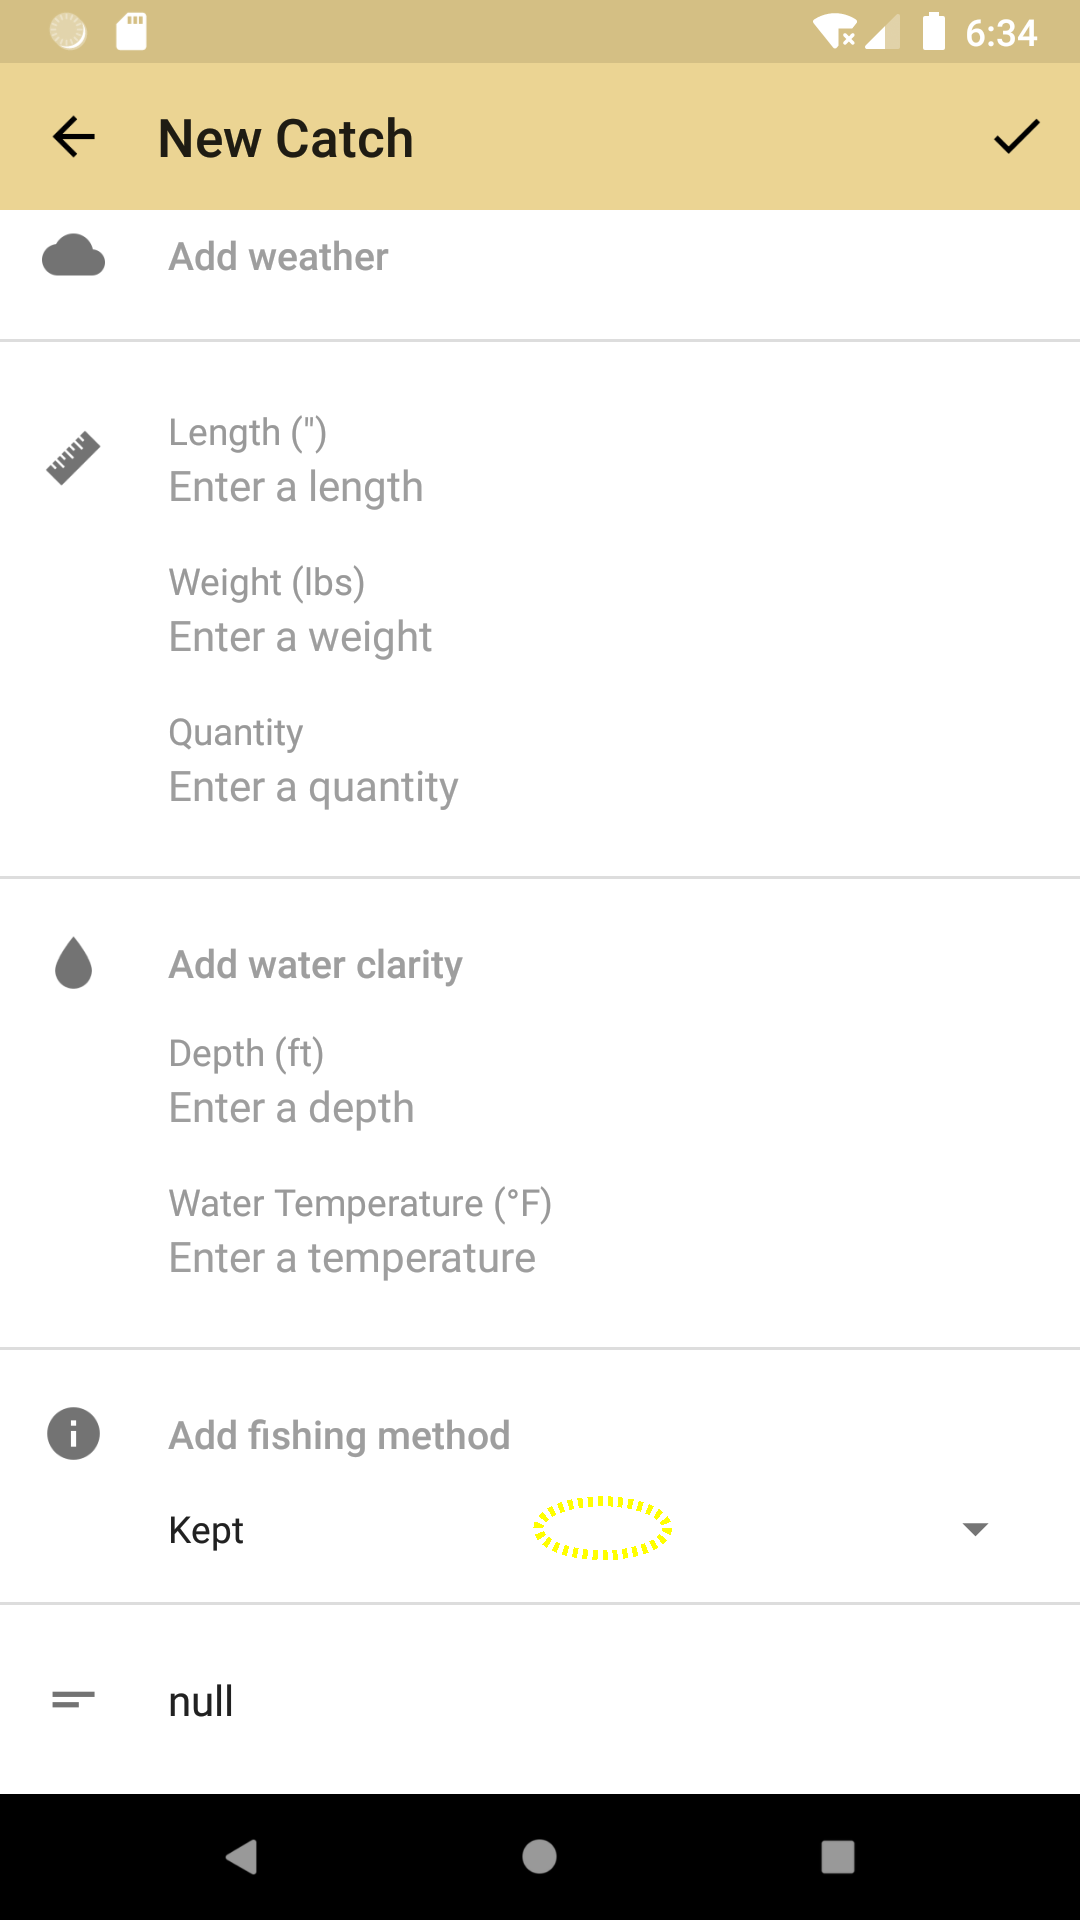 6:34
New Catch
Add weather
Length (")
Enter a length
Weight (lbs)
Enter a weight
Quantity
Enter a quantity
Add water clarity
Depth (ft)
Enter a depth
Water Temperature (°F)
Enter a temperature
Add fishing method
Kept
null